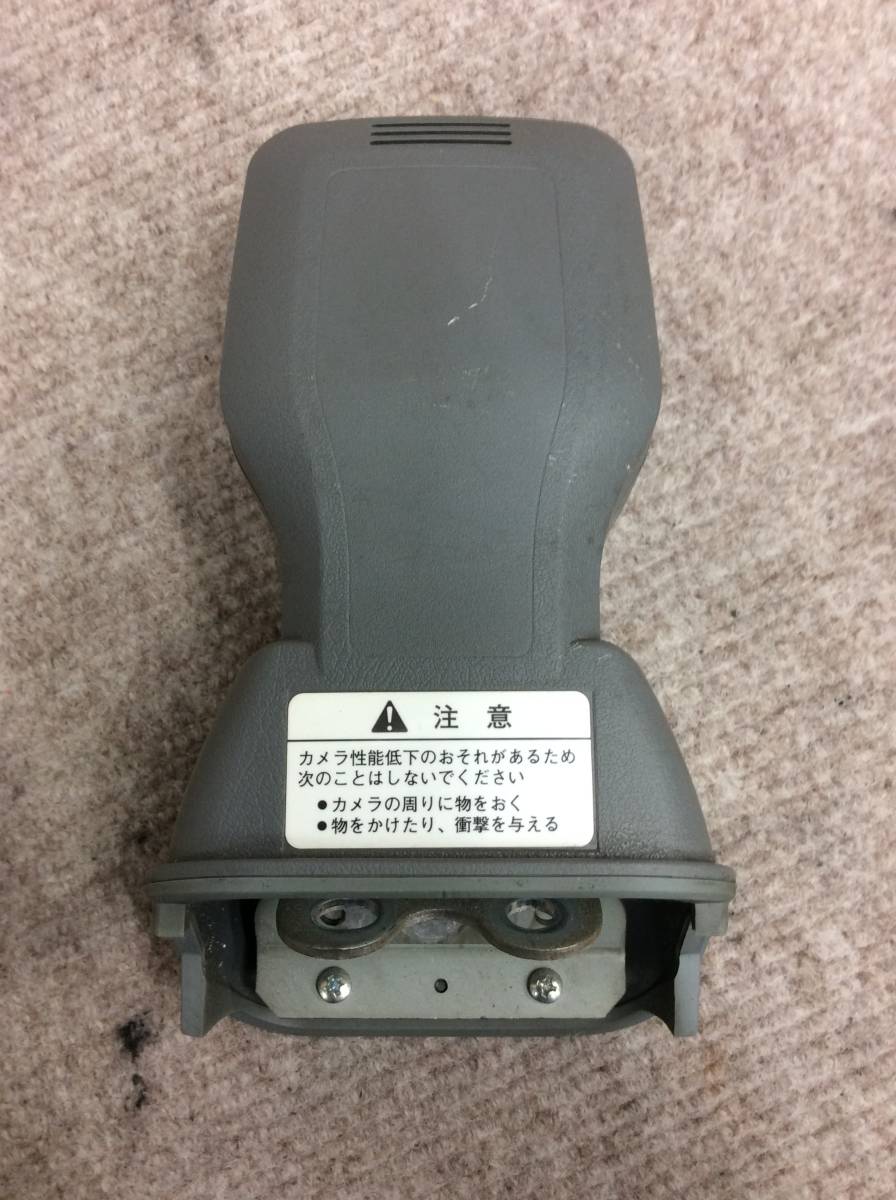 注意
カメラ性能低下のおそれがあるため
次のことはしないでください
●カメラの周りに物をおく
●物をかけたり、衝撃を与える